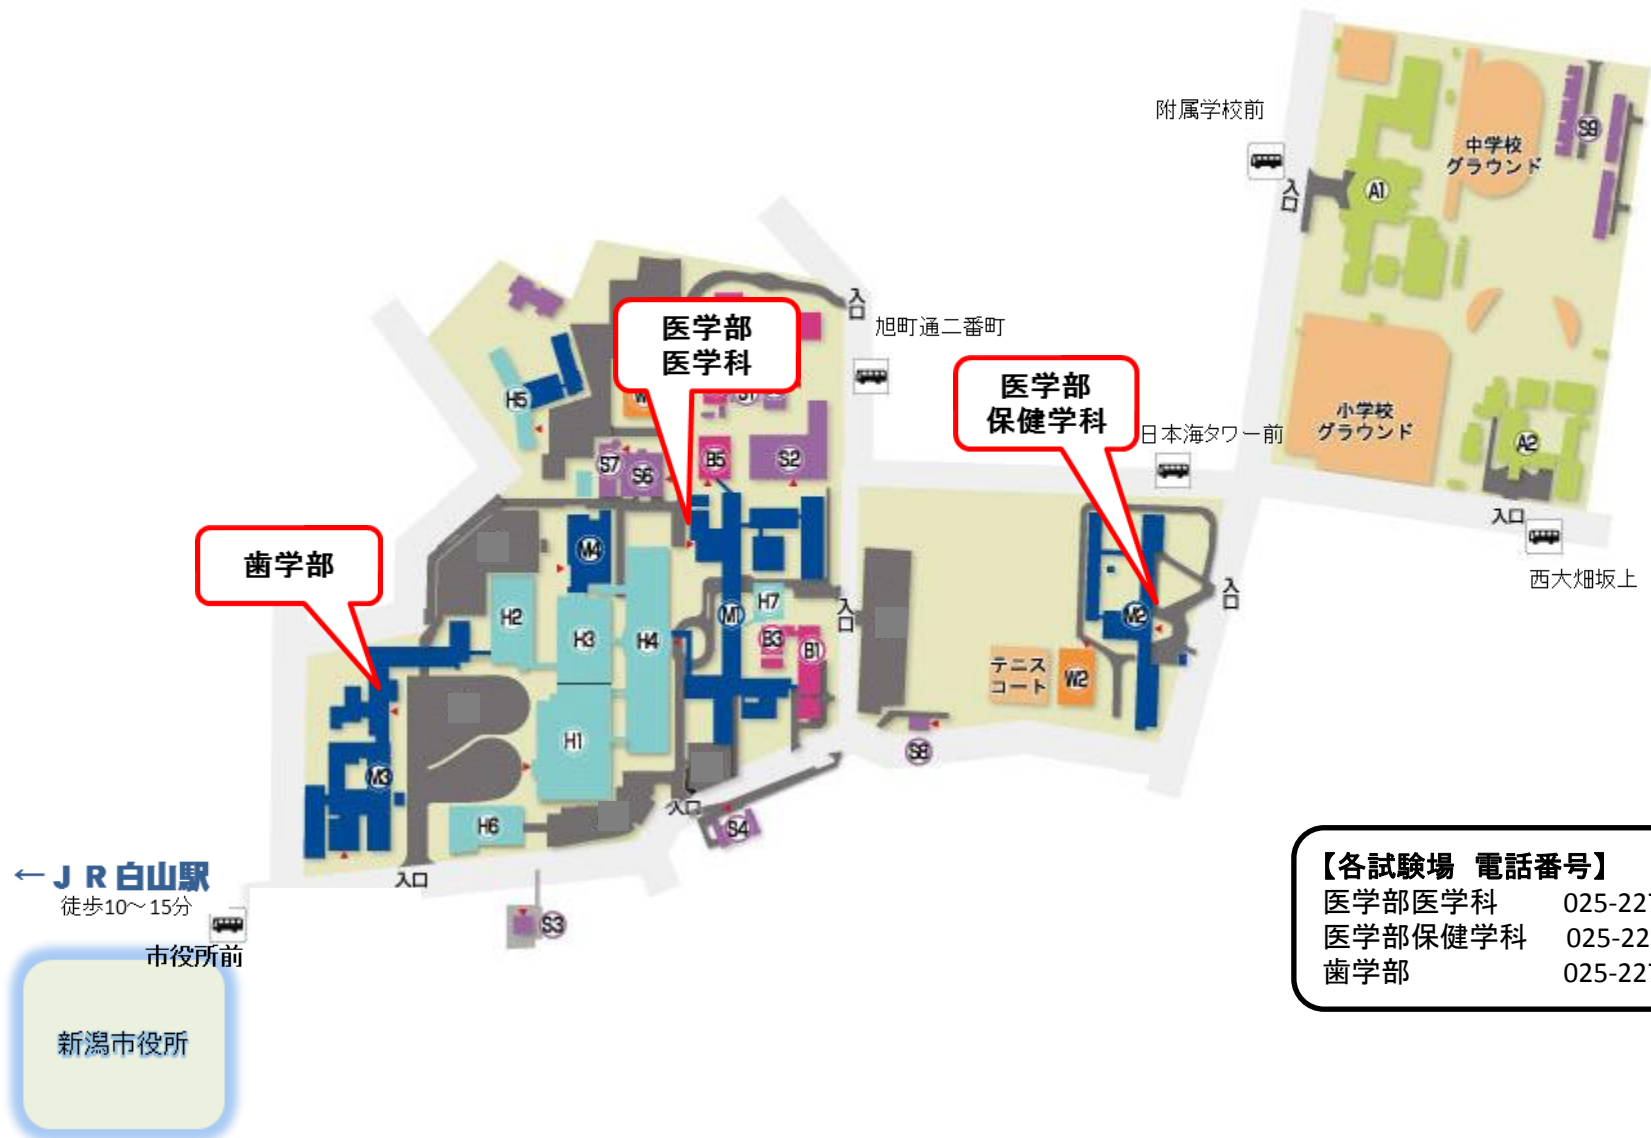 附属学校前
入口
中学校
グラウンド
S9
A1
入口
旭町通二番町
医学部
医学科
医学部
保健学科
日本海タワー前
小学校
グラウンド
A2
入口
西大畑坂上
H5
S7
S6
B5
S2
歯学部
M4
H2
H3
H4
M1
H7
B3
B1
入口
M2
入口
テニス
コート
W2
H1
M3
H6
S8
入口
S4
入口
S3
←ＪＲ白山駅
徒歩10～15分
市役所前
新潟市役所
【各試験場 電話番号】
医学部医学科 025-227
医学部保健学科 025-22
歯学部 025-227